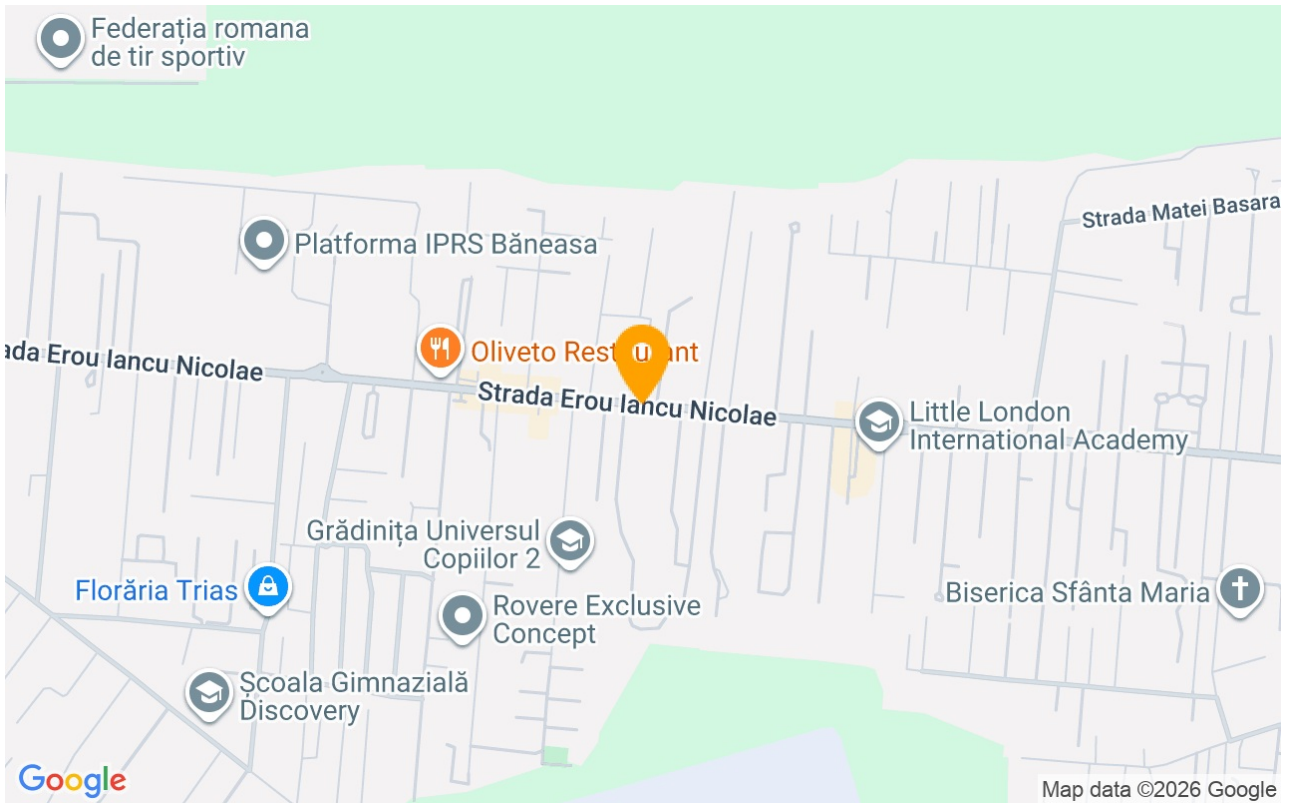 Federația romana
de tir sportiv
Strada Matei Basara
Platforma IPRS Băneasa
Oliveto Rest u ant
ada Erou Iancu Nicolae
Strada Erou Iancu Nicolae
Little London
International Academy
Grădinița Universul
Copiilor 2
Florăria Trias
Biserica Sfânta Maria
Rovere Exclusive
Concept
Școala Gimnazială
Discovery
Google
Map data ©2026 Google